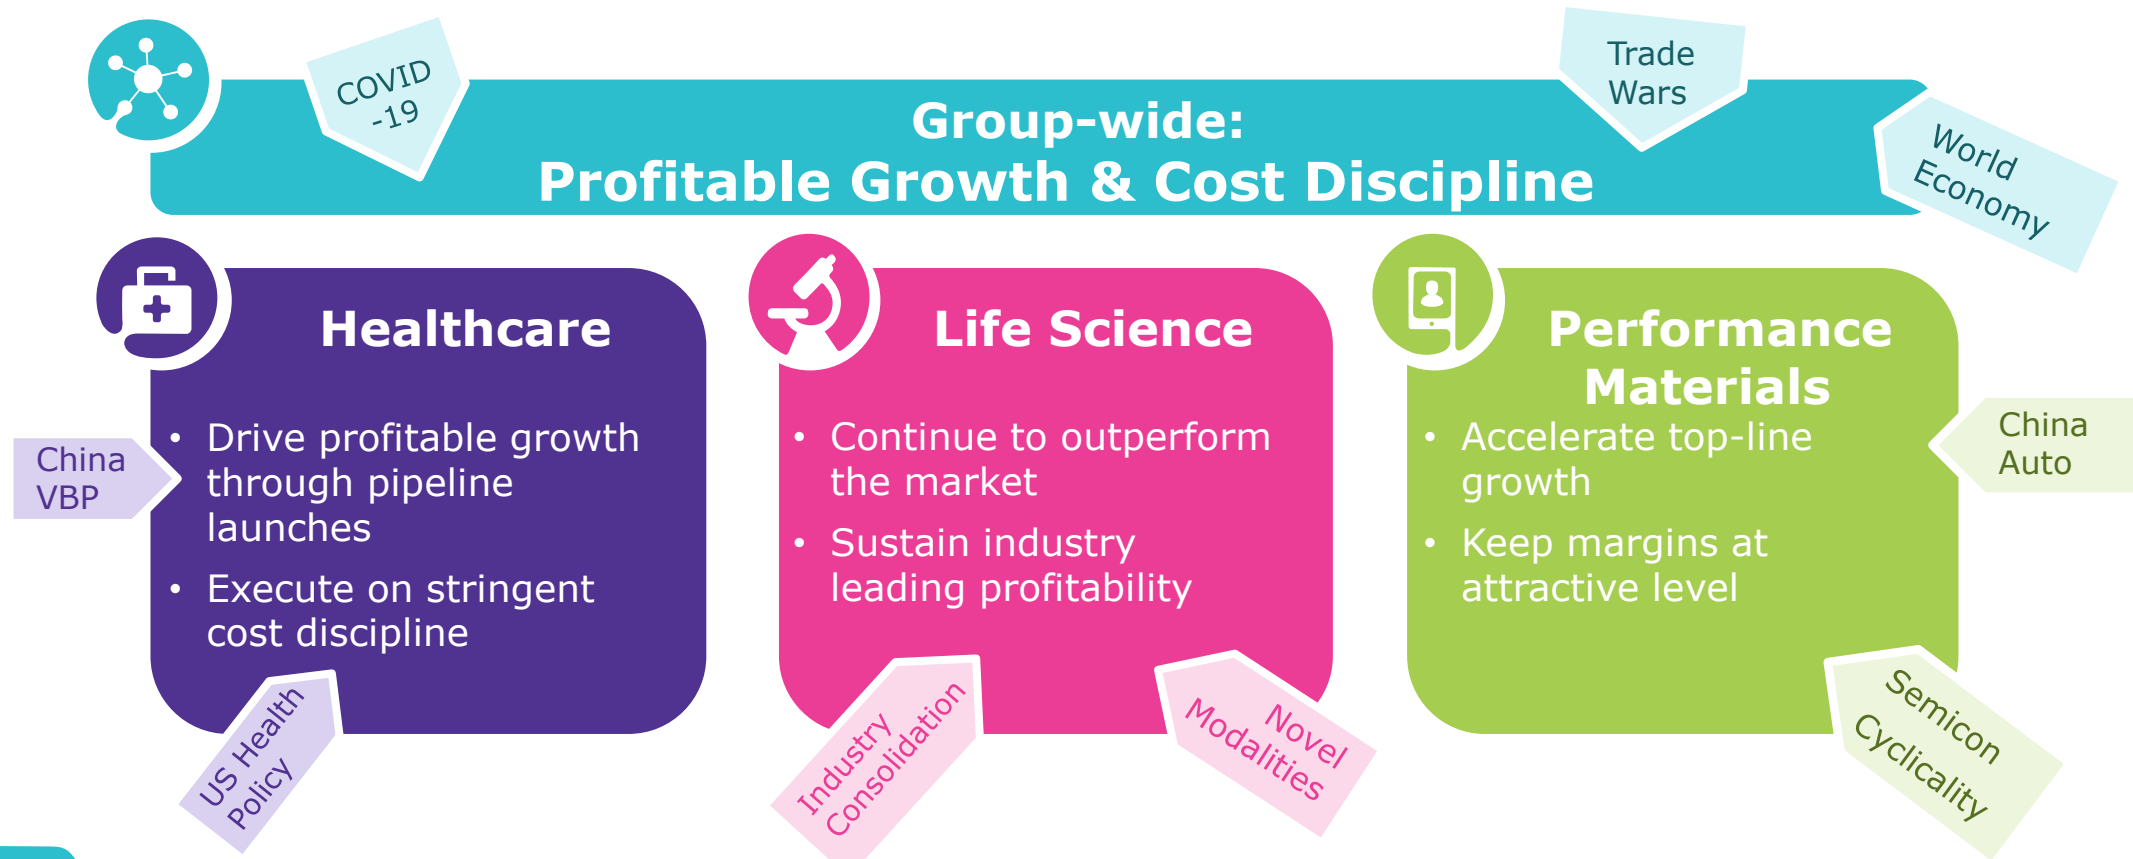 COVID
-19
Trade
Wars
World
Economy
Group-wide:
Profitable Growth & Cost Discipline
Healthcare
• Drive profitable growth
through pipeline
launches
• Execute on stringent
cost discipline
China
VBP
US Health
Policy
Life Science
• Continue to outperform
the market
• Sustain industry
leading profitability
Industry
Consolidation
Novel
Modalities
Performance
Materials
• Accelerate top-line
growth
• Keep margins at
attractive level
China
Auto
Semicon
Cyclicality